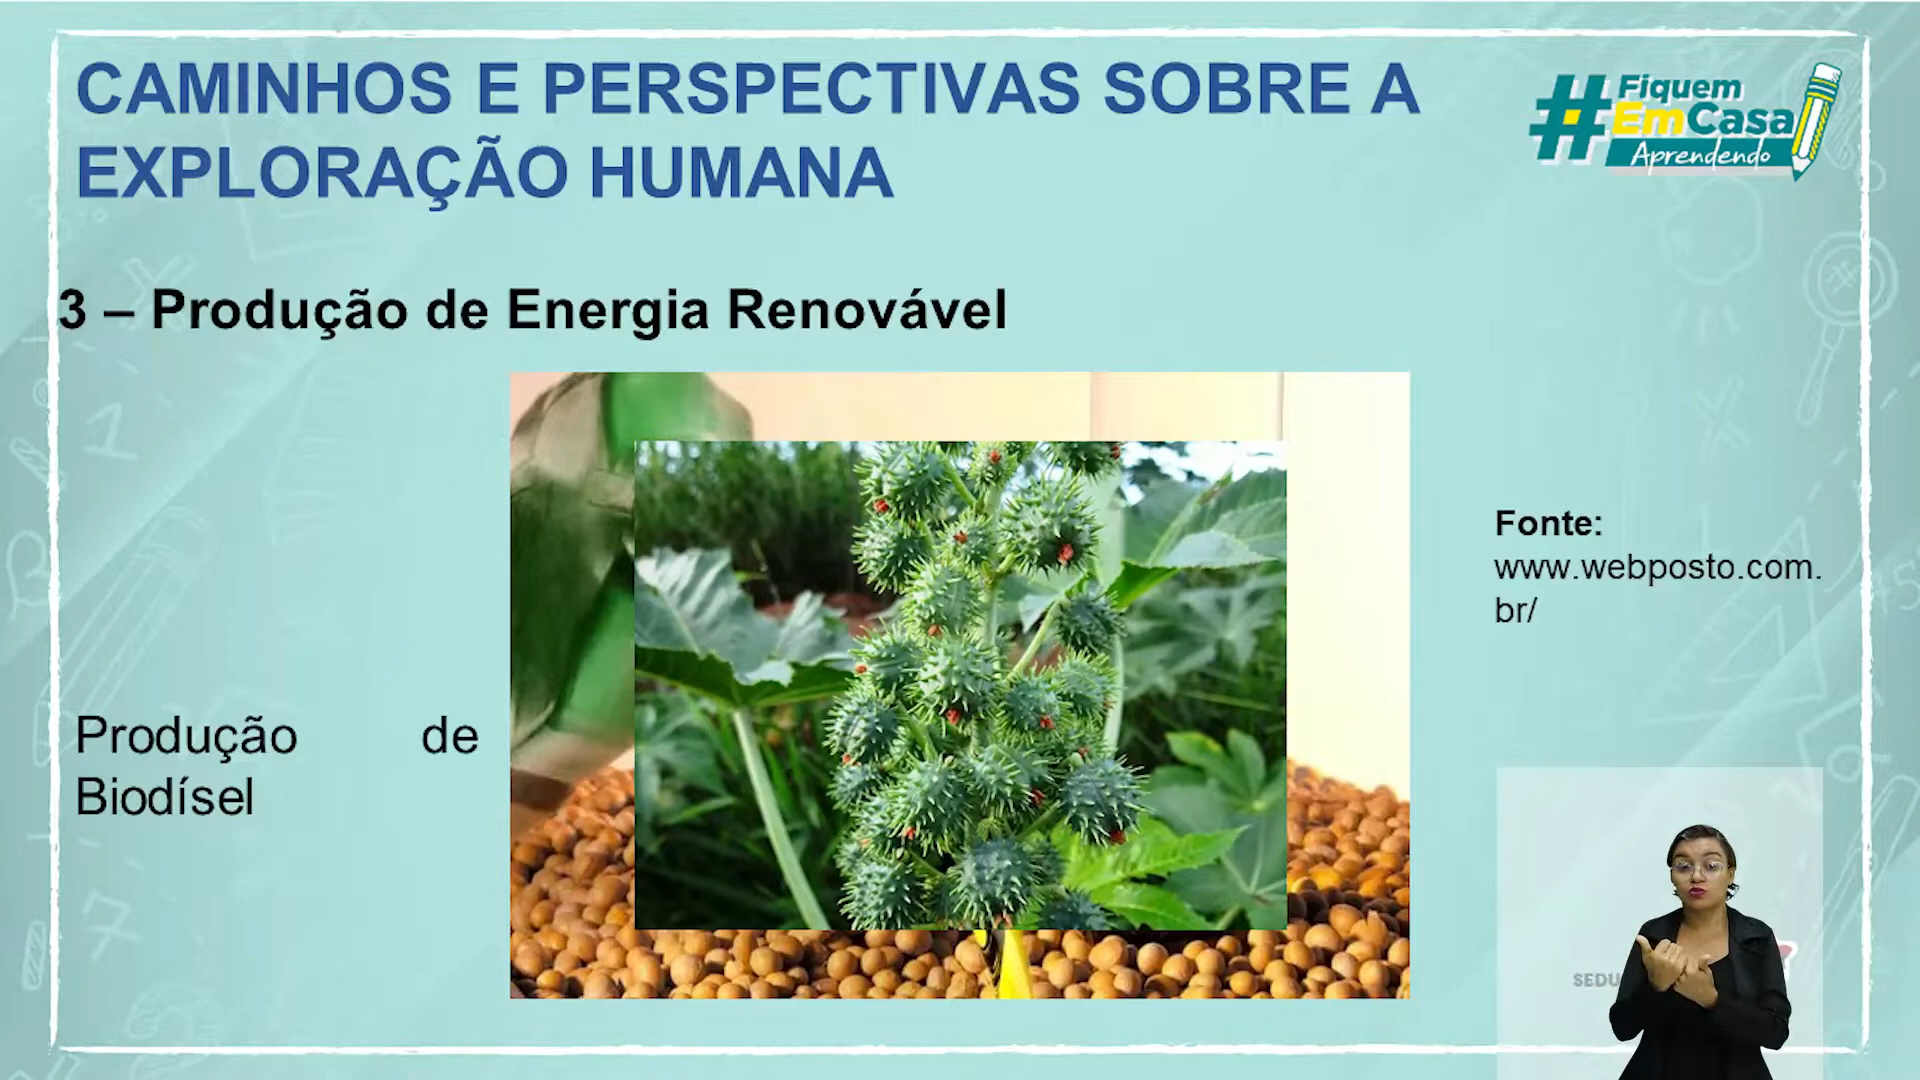 CAMINHOS E PERSPECTIVAS SOBRE A
EXPLORAÇÃO HUMANA
#Fiquem
EmCasa
Aprendendo
3 – Produção de Energia Renovável
Fonte:
www.webposto.com.
br/
Produção de
Biodísel
SEDU